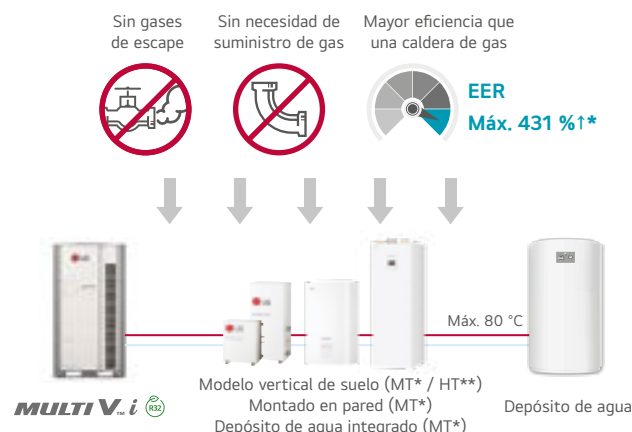 Sin gases
de escape
Sin necesidad de
suministro de gas
Mayor eficiencia que
una caldera de gas
EER
Máx. 431 %↑*
LG
Máx. 80 °C
MULTI V™ i R32
Modelo vertical de suelo (MT* / HT**)
Montado en pared (MT*)
Depósito de agua integrado (MT*)
Depósito de agua